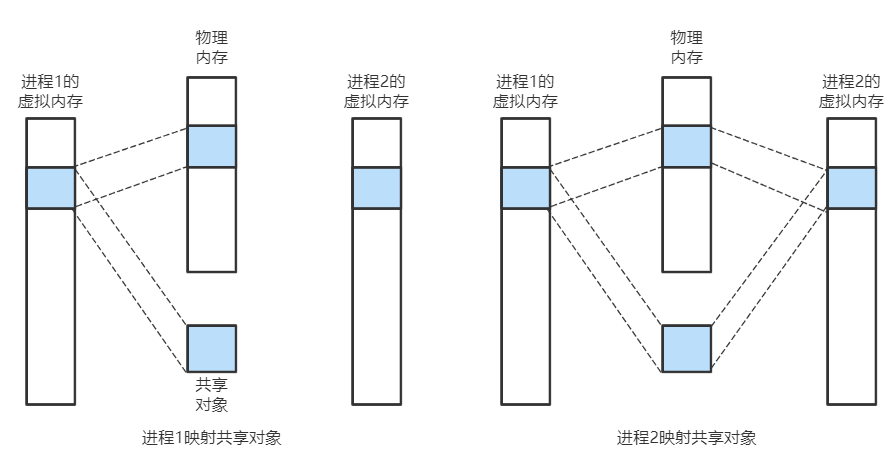 物理
内存
进程1的
虚拟内存
进程2的
虚拟内存
共享
对象
进程1映射共享对象
物理
内存
进程1的
虚拟内存
进程2的
虚拟内存
进程2映射共享对象